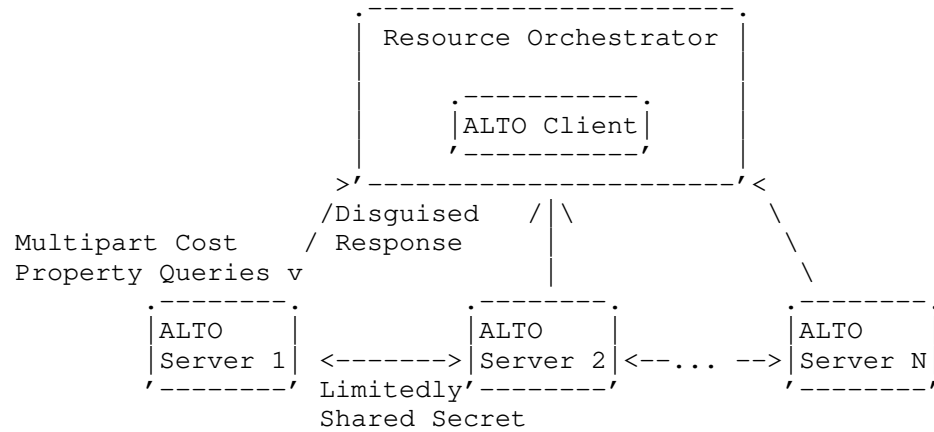 Resource Orchestrator
ALTO Client
Disguised
Multipart Cost Response
Property Queries
ALTO ALTO ALTO
Server 1 Server 2 ... Server N
Limitedly
Shared Secret